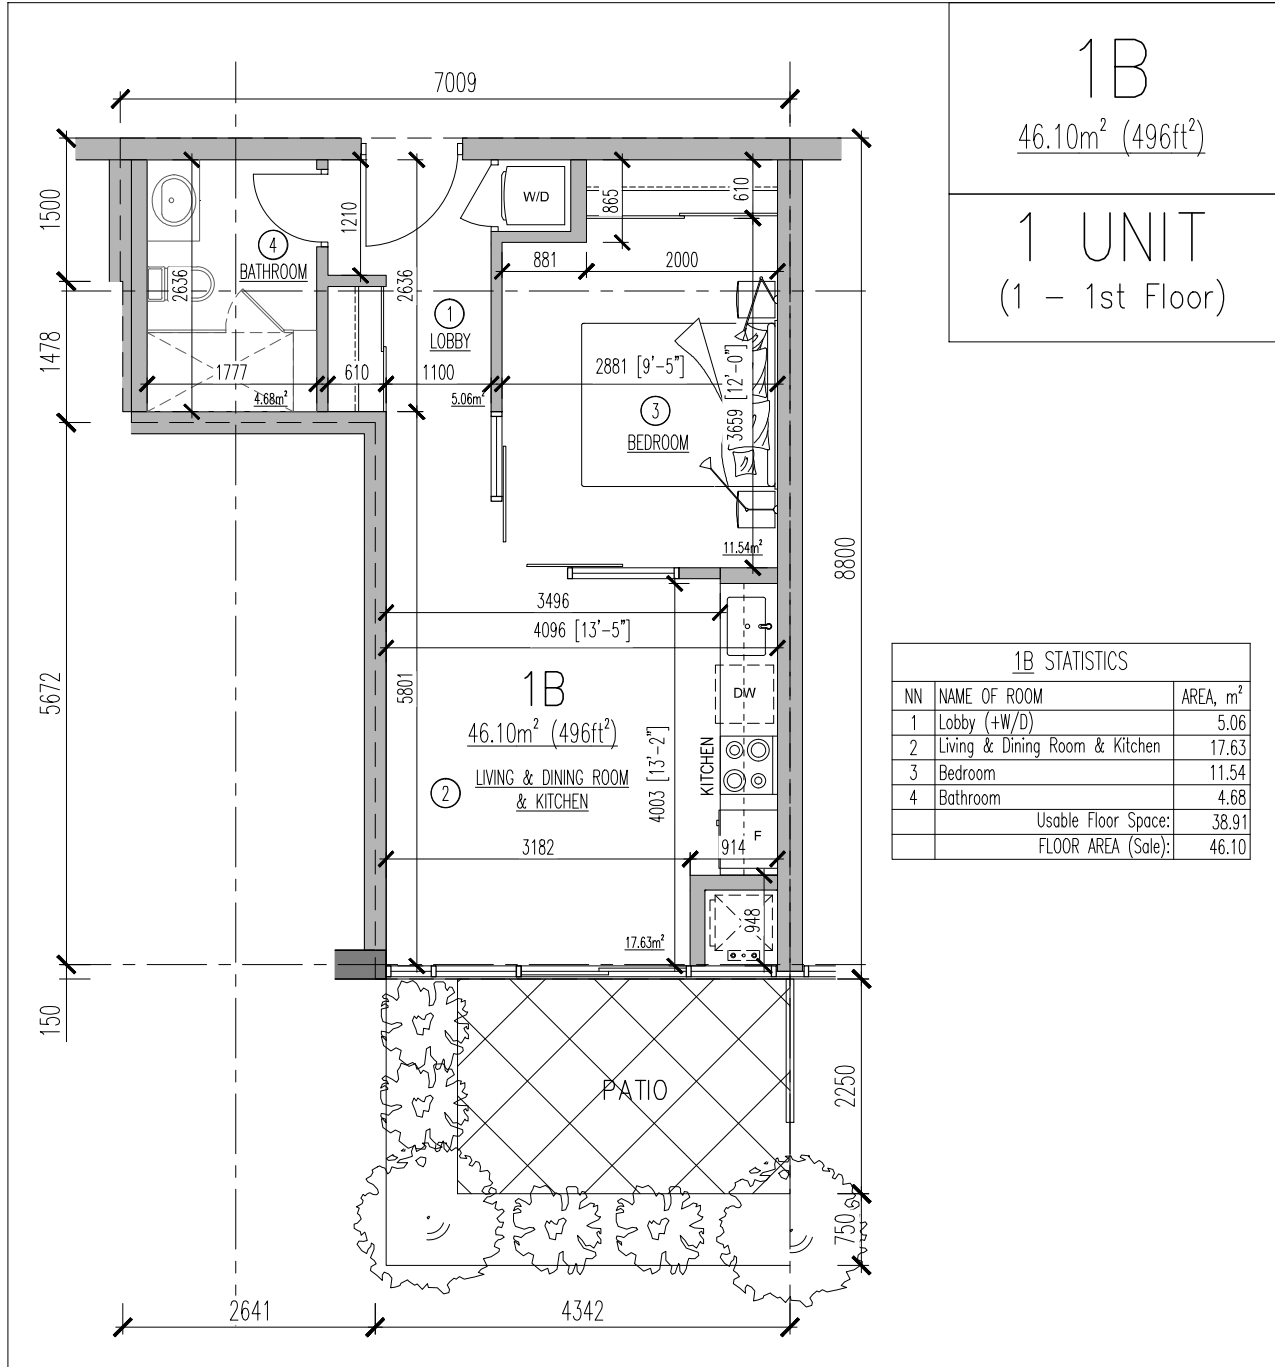 1B
46.10m² (496ft²)
1 UNIT
(1 – 1st Floor)
7009
1500
1478
5672
150
2636
1210
2636
W/D
865
610
881
2000
4
BATHROOM
1
LOBBY
1777
610
1100
2881 [9'-5"]
4.68m²
5.06m²
3659 [12'-0"]
3
BEDROOM
11.54m²
8800
3496
4096 [13'-5"]
5801
1B
46.10m² (496ft²)
2
LIVING & DINING ROOM
& KITCHEN
4003 [13'-2"]
KITCHEN
DW
F
3182
914
948
17.63m²
PATIO
2250
750
2641
4342
1B STATISTICS
NN NAME OF ROOM AREA, m²
1 Lobby (+W/D) 5.06
2 Living & Dining Room & Kitchen 17.63
3 Bedroom 11.54
4 Bathroom 4.68
Usable Floor Space: 38.91
FLOOR AREA (Sale): 46.10